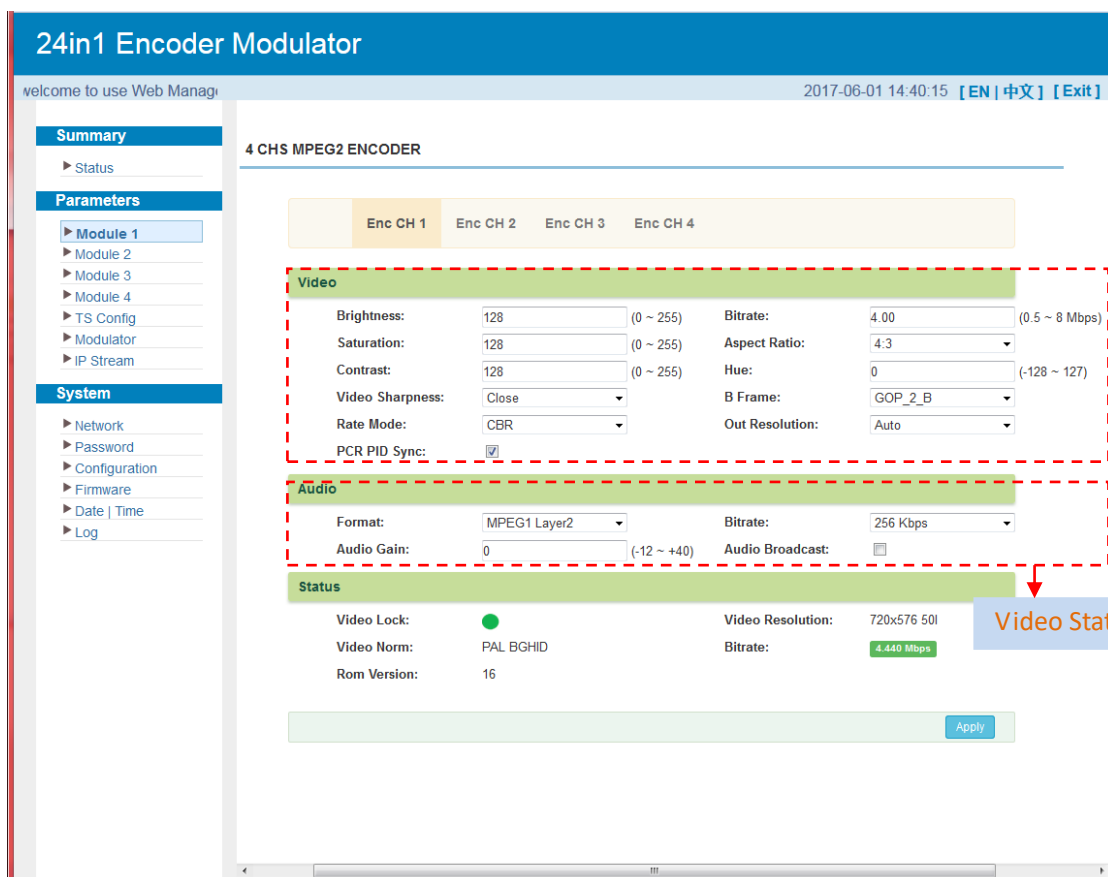 24in1 Encoder Modulator
welcome to use Web Manag
2017-06-01 14:40:15 [ EN | 中文 ] [ Exit ]
Summary
Status
Parameters
Module 1
Module 2
Module 3
Module 4
TS Config
Modulator
IP Stream
System
Network
Password
Configuration
Firmware
Date | Time
Log
4 CHS MPEG2 ENCODER
Enc CH 1 Enc CH 2 Enc CH 3 Enc CH 4
Video
Brightness: 128 (0 ~ 255) Bitrate: 4.00 (0.5 ~ 8 Mbps)
Saturation: 128 (0 ~ 255) Aspect Ratio: 4:3
Contrast: 128 (0 ~ 255) Hue: 0 (-128 ~ 127)
Video Sharpness: Close B Frame: GOP_2_B
Rate Mode: CBR Out Resolution: Auto
PCR PID Sync:
Audio
Format: MPEG1 Layer2 Bitrate: 256 Kbps
Audio Gain: 0 (-12 ~ +40) Audio Broadcast:
Status
Video Lock: Video Resolution: 720x576 50I
Video Stat
Video Norm: PAL BGHID Bitrate: 4.440 Mbps
Rom Version: 16
Apply